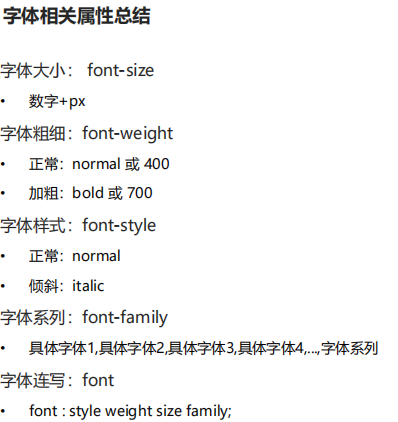 字体相关属性总结
字体大小： font-size
• 数字+px
字体粗细：font-weight
• 正常：normal 或 400
• 加粗：bold 或 700
字体样式：font-style
• 正常：normal
• 倾斜：italic
字体系列：font-family
• 具体字体1,具体字体2,具体字体3,具体字体4,...,字体系列
字体连写：font
• font : style weight size family;